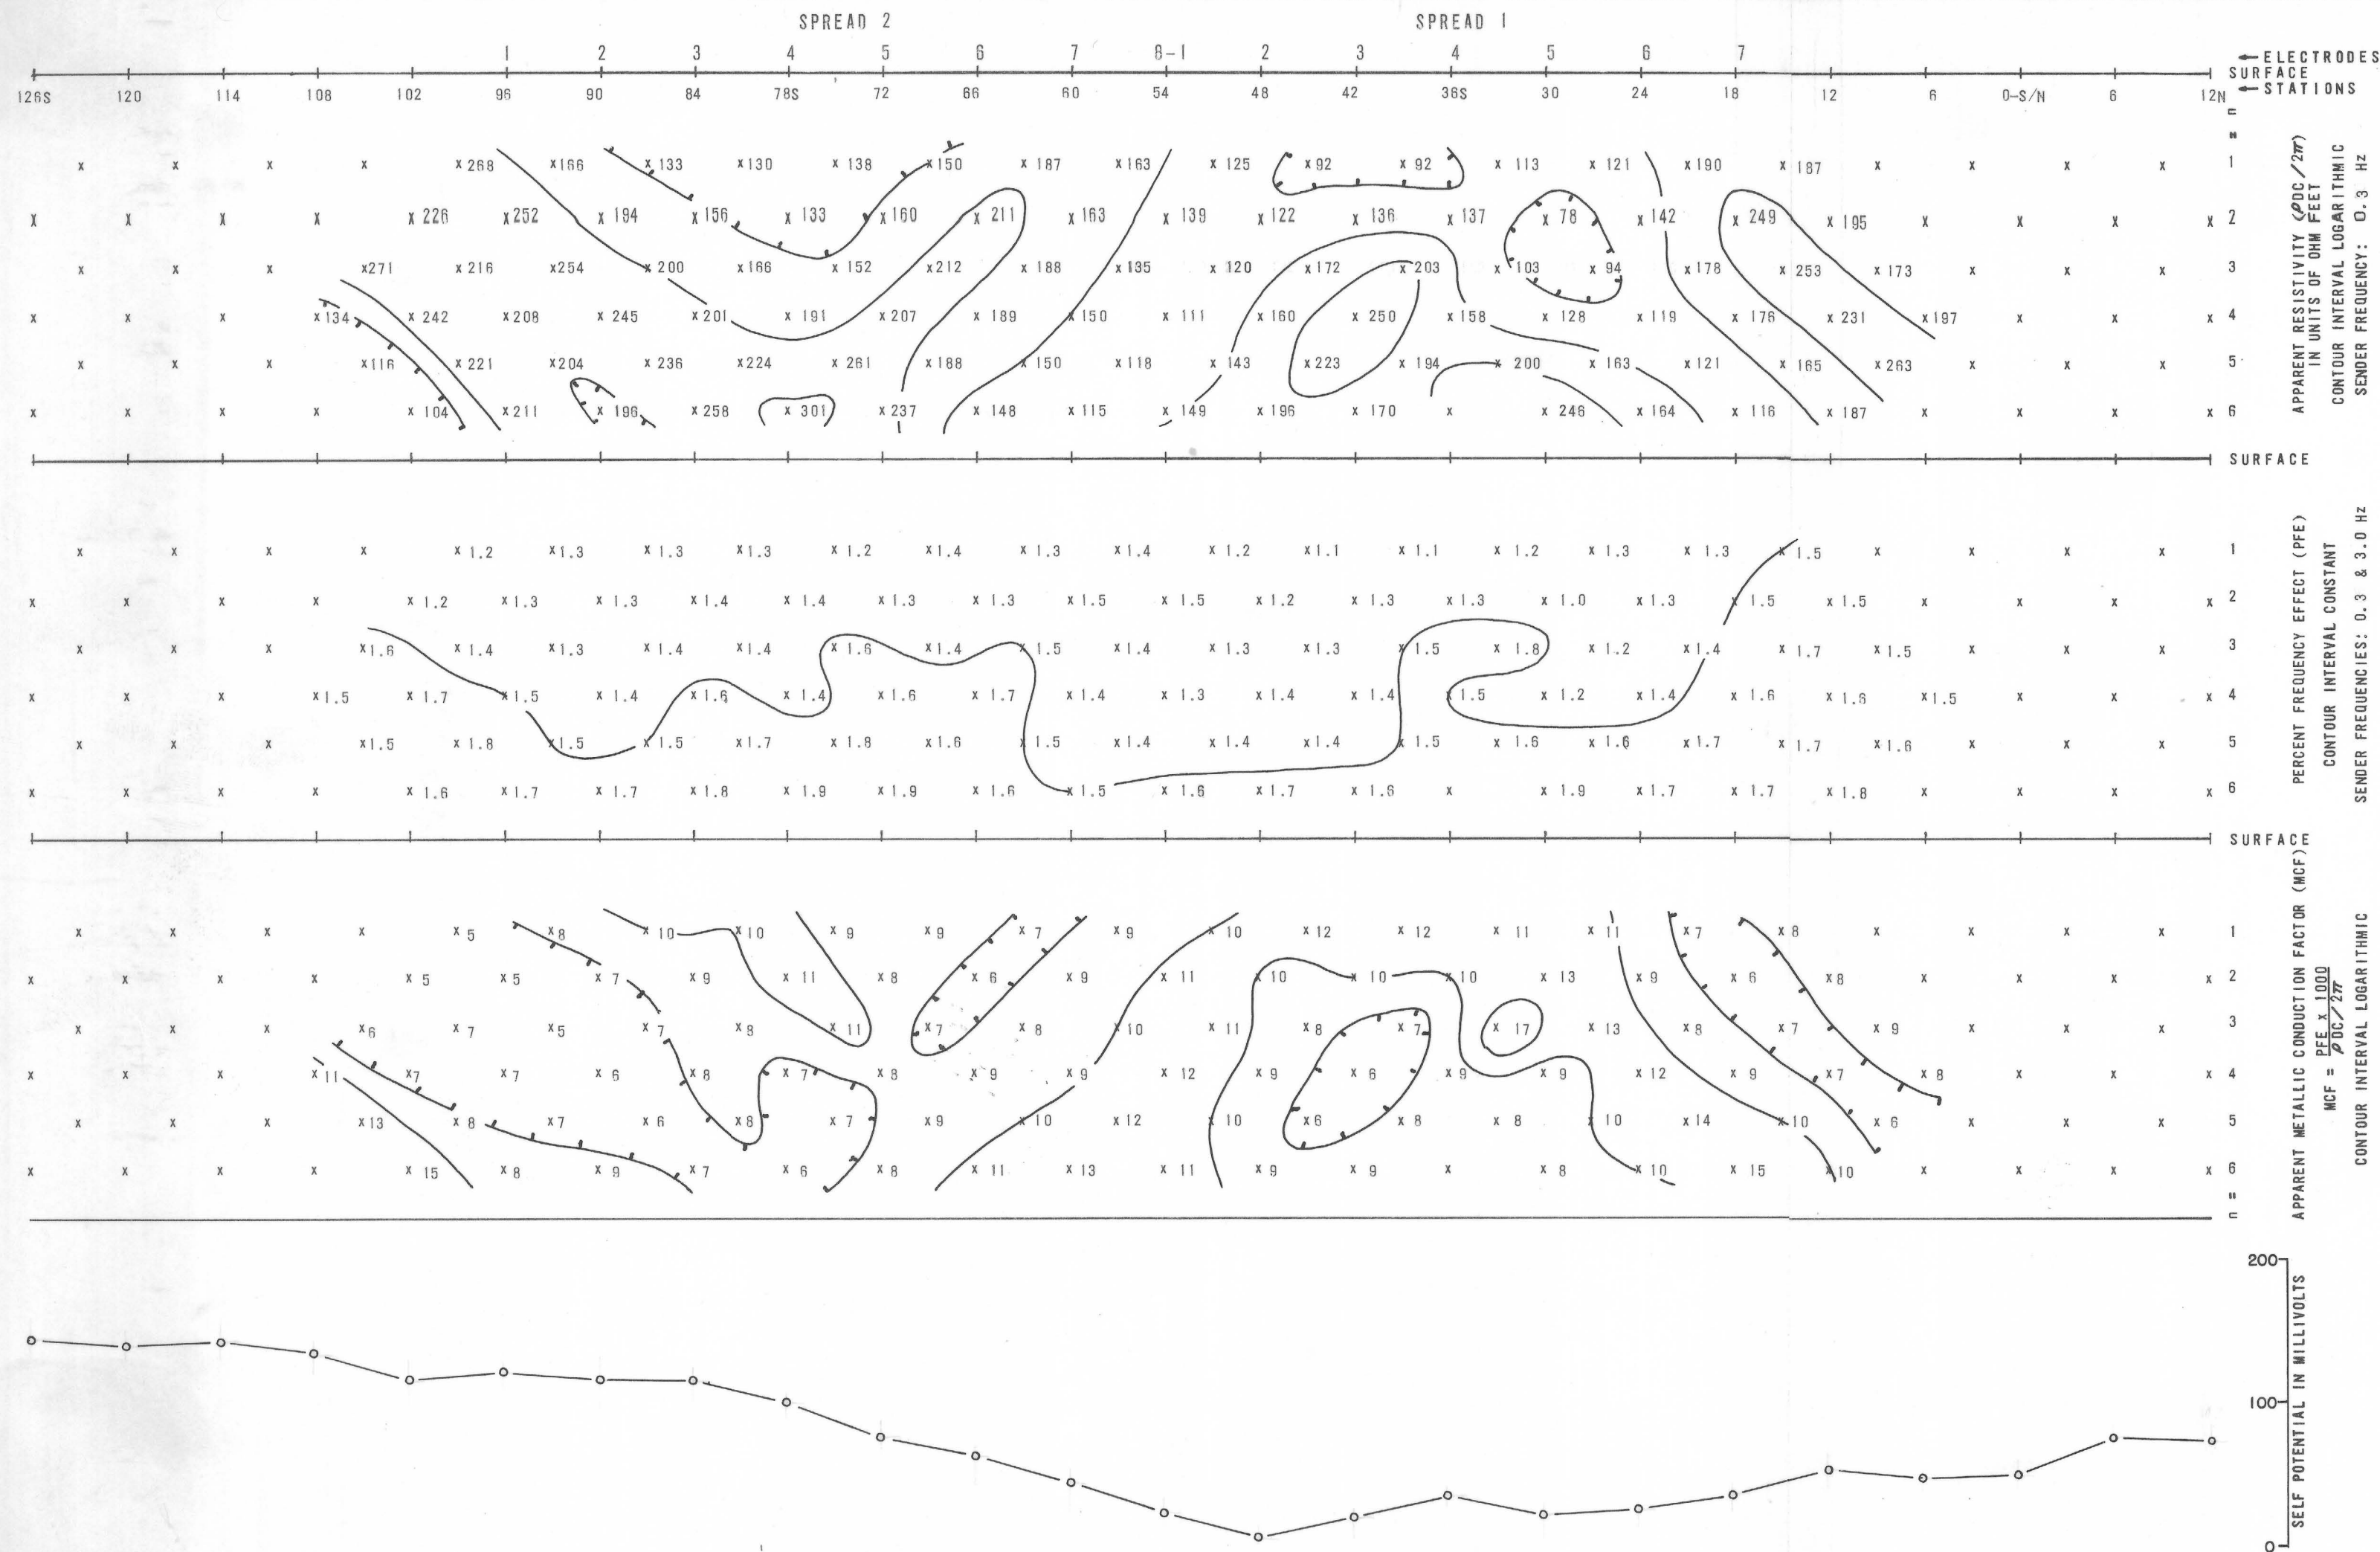 SPREAD 2 SPREAD 1
1 2 3 4 5 6 7 8-1 2 3 4 5 6 7 ←ELECTRODES
SURFACE
126S 120 114 108 102 96 90 84 78S 72 66 60 54 48 42 36S 30 24 18 12 6 0-S/N 6 12N ←STATIONS
n
=
x x x x x 268 x 166 x 133 x 130 x 138 x 150 x 187 x 163 x 125 x 92 x 92 x 113 x 121 x 190 x 187 x x x x 1
x x x x x 226 x 252 x 194 x 156 x 133 x 160 x 211 x 163 x 139 x 122 x 136 x 137 x 78 x 142 x 249 x 195 x x x x 2
x x x x 271 x 216 x 254 x 200 x 166 x 152 x 212 x 188 x 135 x 120 x 172 x 203 x 103 x 94 x 178 x 253 x 173 x x x 3
x x x x 134 x 242 x 208 x 245 x 201 x 191 x 207 x 189 x 150 x 111 x 160 x 250 x 158 x 128 x 119 x 176 x 231 x 197 x x x 4
x x x x 116 x 221 x 204 x 236 x 224 x 261 x 188 x 150 x 118 x 143 x 223 x 194 x 200 x 163 x 121 x 165 x 263 x x x 5
x x x x x 104 x 211 x 196 x 258 x 301 x 237 x 148 x 115 x 149 x 196 x 170 x x 246 x 164 x 116 x 187 x x x x 6
APPARENT RESISTIVITY (ρDC/2π)
IN UNITS OF OHM FEET
CONTOUR INTERVAL LOGARITHMIC
SENDER FREQUENCY: 0.3 HZ
SURFACE
x x x x x 1.2 x 1.3 x 1.3 x 1.3 x 1.2 x 1.4 x 1.3 x 1.4 x 1.2 x 1.1 x 1.1 x 1.2 x 1.3 x 1.3 x 1.5 x x x x 1
x x x x x 1.2 x 1.3 x 1.3 x 1.4 x 1.4 x 1.3 x 1.3 x 1.5 x 1.5 x 1.2 x 1.3 x 1.3 x 1.0 x 1.3 x 1.5 x 1.5 x x x x 2
x x x x 1.6 x 1.4 x 1.3 x 1.4 x 1.4 x 1.6 x 1.4 x 1.5 x 1.4 x 1.3 x 1.3 x 1.5 x 1.8 x 1.2 x 1.4 x 1.7 x 1.5 x x x 3
x x x x 1.5 x 1.7 x 1.5 x 1.4 x 1.6 x 1.4 x 1.6 x 1.7 x 1.4 x 1.3 x 1.4 x 1.4 x 1.5 x 1.2 x 1.4 x 1.6 x 1.6 x 1.5 x x x 4
x x x x 1.5 x 1.8 x 1.5 x 1.5 x 1.7 x 1.8 x 1.6 x 1.5 x 1.4 x 1.4 x 1.4 x 1.5 x 1.6 x 1.6 x 1.7 x 1.7 x 1.6 x x x 5
x x x x x 1.6 x 1.7 x 1.7 x 1.8 x 1.9 x 1.9 x 1.6 x 1.5 x 1.6 x 1.7 x 1.6 x x 1.9 x 1.7 x 1.7 x 1.8 x x x x 6
PERCENT FREQUENCY EFFECT (PFE)
CONTOUR INTERVAL CONSTANT
SENDER FREQUENCIES: 0.3 & 3.0 HZ
SURFACE
x x x x x 5 x 8 x 10 x 10 x 9 x 9 x 7 x 9 x 10 x 12 x 12 x 11 x 11 x 7 x 8 x x x x 1
x x x x x 5 x 5 x 7 x 9 x 11 x 8 x 6 x 9 x 11 x 10 x 10 x 10 x 13 x 9 x 6 x 8 x x x x 2
x x x x 6 x 7 x 5 x 7 x 8 x 11 x 7 x 8 x 10 x 11 x 8 x 7 x 17 x 13 x 8 x 7 x 9 x x x 3
x x x x 11 x 7 x 7 x 6 x 8 x 7 x 8 x 9 x 9 x 12 x 9 x 6 x 9 x 9 x 12 x 9 x 7 x 8 x x x 4
x x x x 13 x 8 x 7 x 6 x 8 x 7 x 9 x 10 x 12 x 10 x 6 x 8 x 8 x 10 x 14 x 10 x 6 x x x 5
x x x x x 15 x 8 x 9 x 7 x 6 x 8 x 11 x 13 x 11 x 9 x 9 x x 8 x 10 x 15 x 10 x x x x 6
=
n
APPARENT METALLIC CONDUCTION FACTOR (MCF)
MCF = PFE x 1000
ρDC/2π
CONTOUR INTERVAL LOGARITHMIC
200
100
0
SELF POTENTIAL IN MILLIVOLTS